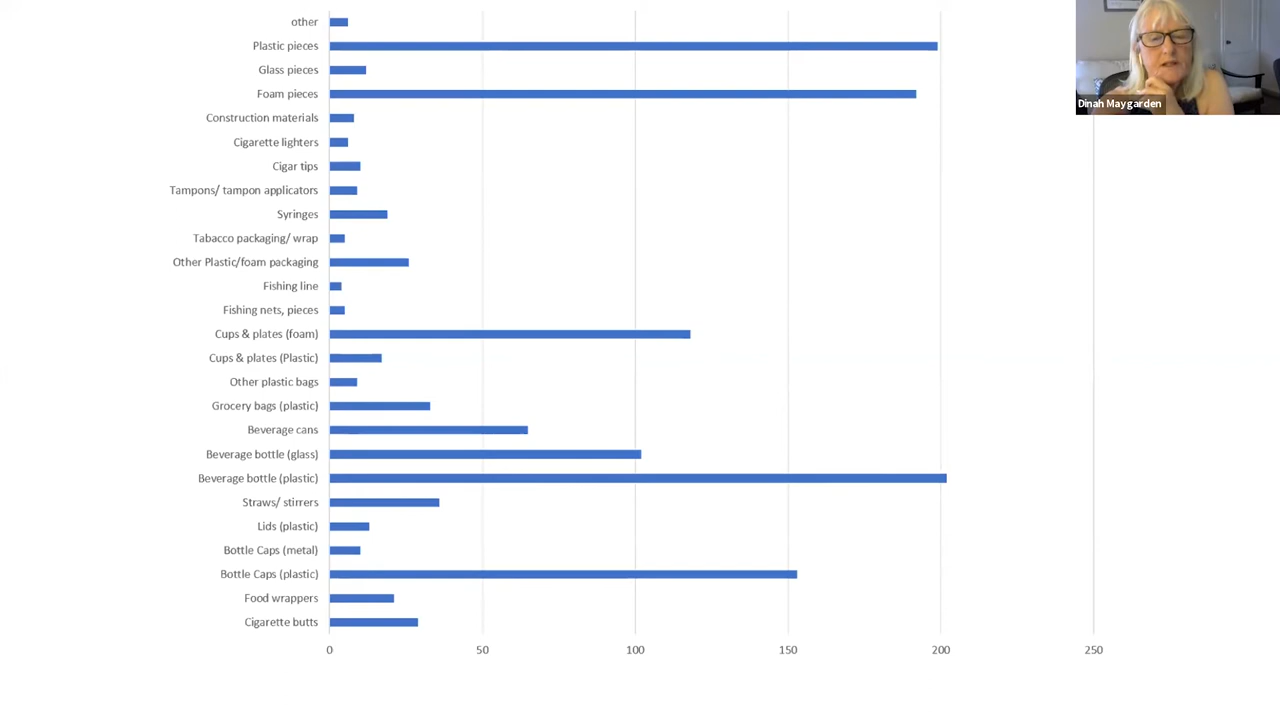 other
Plastic pieces
Glass pieces
Foam pieces
Construction materials
Cigarette lighters
Cigar tips
Tampons/ tampon applicators
Syringes
Tabacco packaging/ wrap
Other Plastic/foam packaging
Fishing line
Fishing nets, pieces
Cups & plates (foam)
Cups & plates (Plastic)
Other plastic bags
Grocery bags (plastic)
Beverage cans
Beverage bottle (glass)
Beverage bottle (plastic)
Straws/ stirrers
Lids (plastic)
Bottle Caps (metal)
Bottle Caps (plastic)
Food wrappers
Cigarette butts
0 50 100 150 200 250
Dinah Maygarden